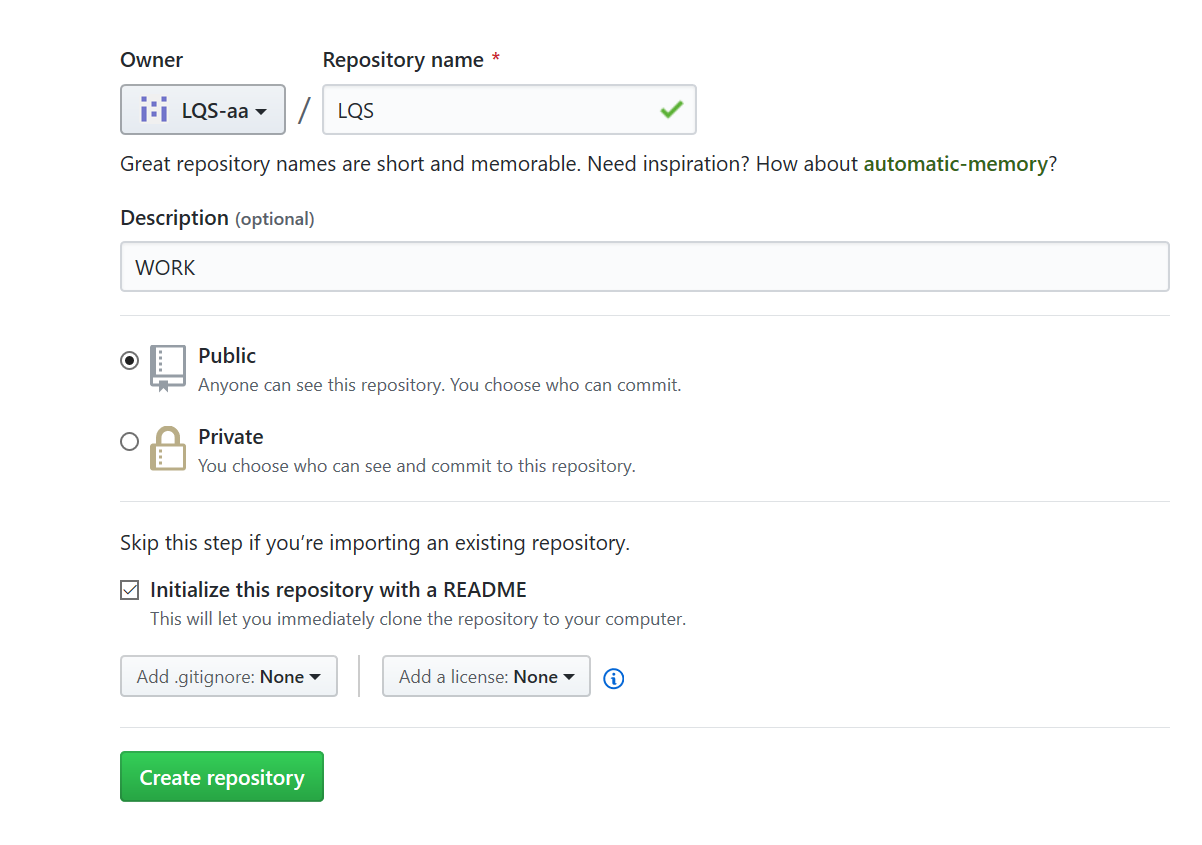 Owner
Repository name *
LQS-aa
/
LQS
Great repository names are short and memorable. Need inspiration? How about automatic-memory?
Description (optional)
WORK
Public
Anyone can see this repository. You choose who can commit.
Private
You choose who can see and commit to this repository.
Skip this step if you’re importing an existing repository.
Initialize this repository with a README
This will let you immediately clone the repository to your computer.
Add .gitignore: None
Add a license: None
Create repository